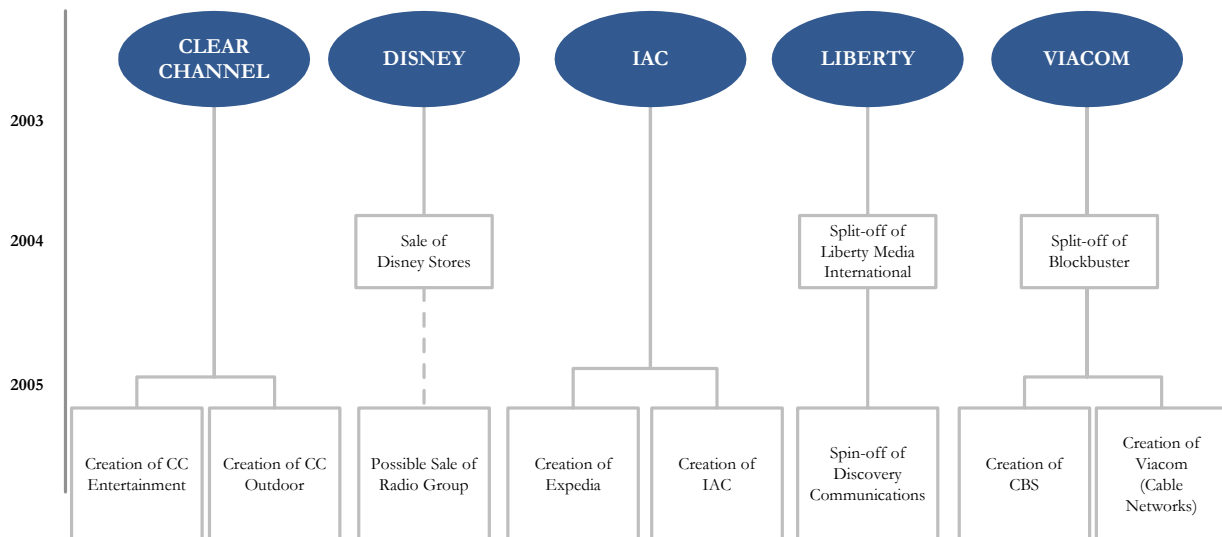 CLEAR
CHANNEL
DISNEY
IAC
LIBERTY
VIACOM
2003
2004
Sale of
Disney Stores
Split-off of
Liberty Media
International
Split-off of
Blockbuster
2005
Creation of CC
Entertainment
Creation of CC
Outdoor
Possible Sale of
Radio Group
Creation of
Expedia
Creation of
IAC
Spin-off of
Discovery
Communications
Creation of
CBS
Creation of
Viacom
(Cable
Networks)